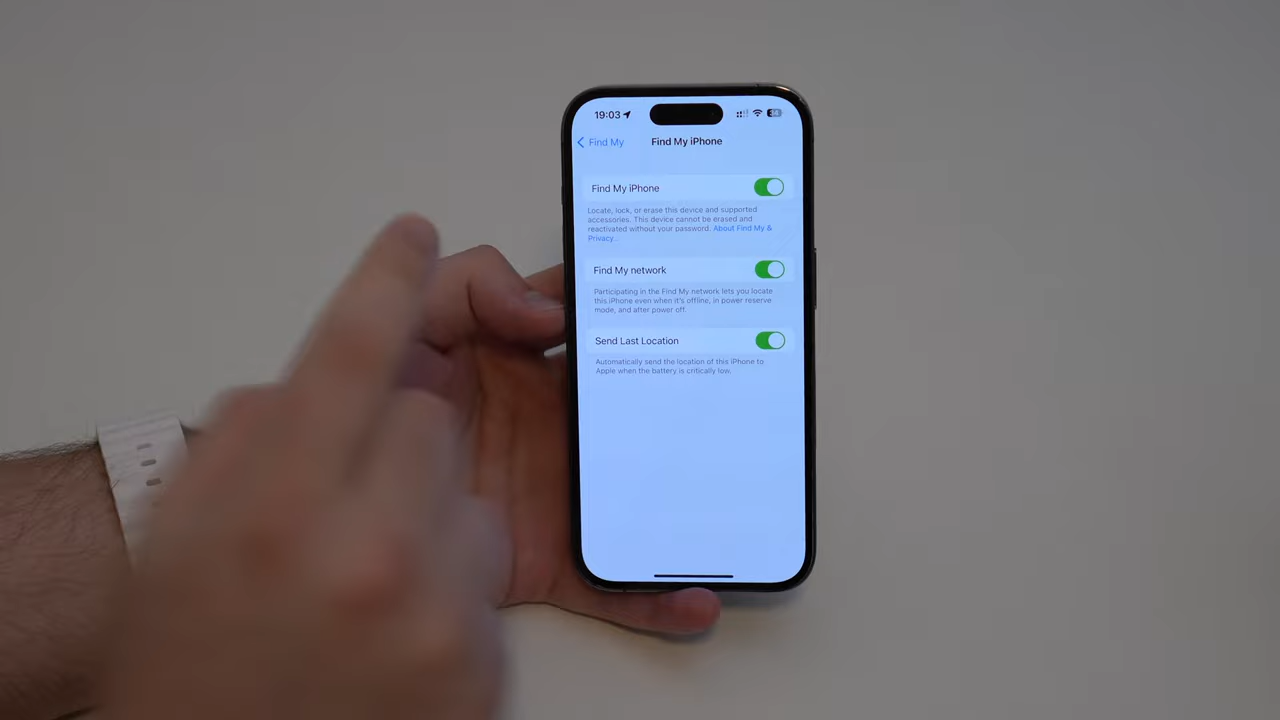 19:03
34
Find My
Find My iPhone
Find My iPhone
Locate, lock, or erase this device and supported
accessories. This device cannot be erased and
reactivated without your password. About Find My &
Privacy...
Find My network
Participating in the Find My network lets you locate
this iPhone even when it's offline, in power reserve
mode, and after power off.
Send Last Location
Automatically send the location of this iPhone to
Apple when the battery is critically low.